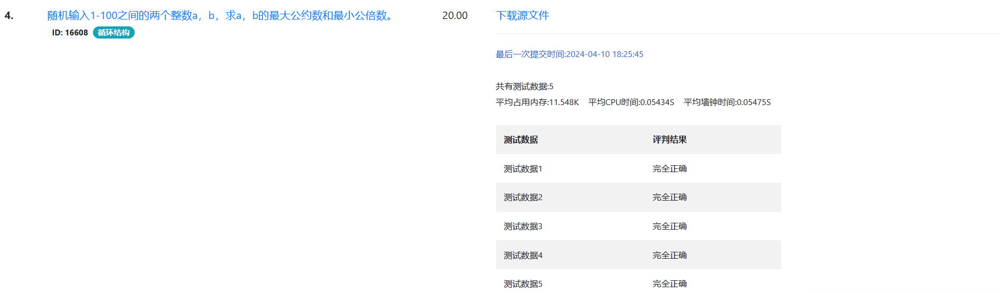 4. 随机输入1-100之间的两个整数a，b，求a，b的最大公约数和最小公倍数。 20.00 下载源文件
ID: 16608 循环结构
最后一次提交时间:2024-04-10 18:25:45
共有测试数据:5
平均占用内存:11.548K 平均CPU时间:0.05434S 平均墙钟时间:0.05475S
测试数据 评判结果
测试数据1 完全正确
测试数据2 完全正确
测试数据3 完全正确
测试数据4 完全正确
测试数据5 完全正确